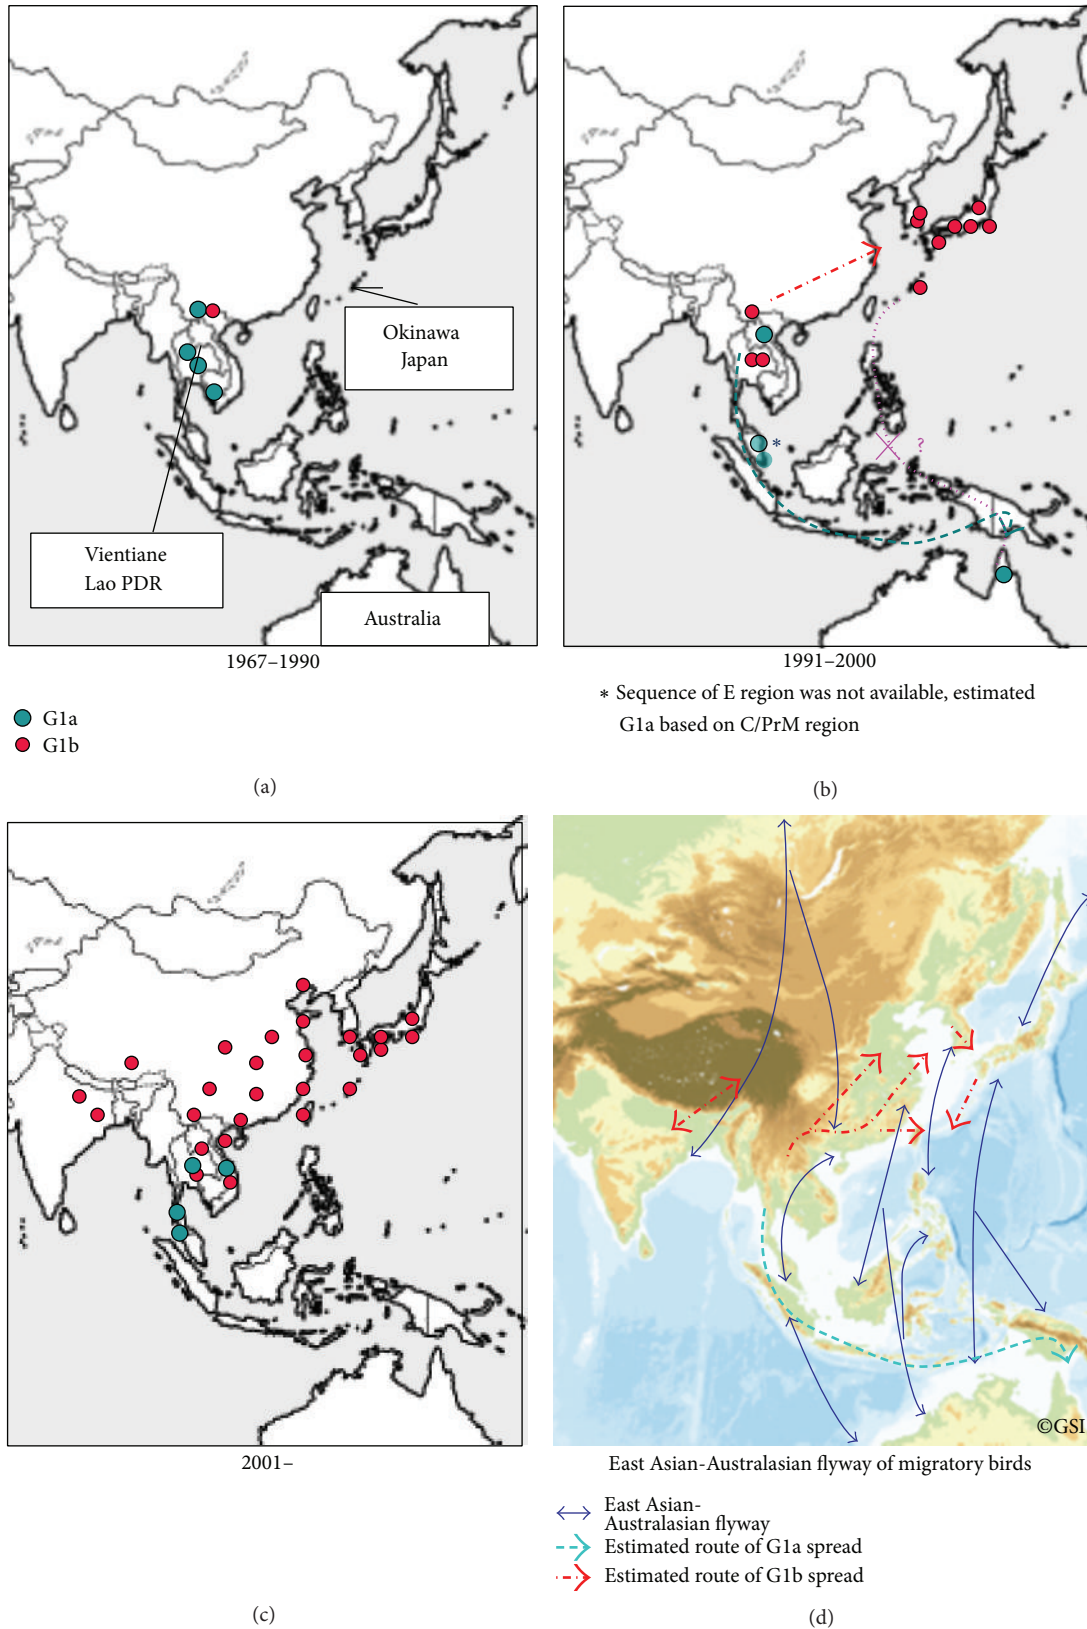 Okinawa
Japan
Vientiane
Lao PDR
Australia
1967–1990
G1a
G1b
(a)
*
?
1991–2000
* Sequence of E region was not available, estimated
G1a based on C/PrM region
(b)
2001–
(c)
©GSI
East Asian-Australasian flyway of migratory birds
East Asian-
Australasian flyway
Estimated route of G1a spread
Estimated route of G1b spread
(d)